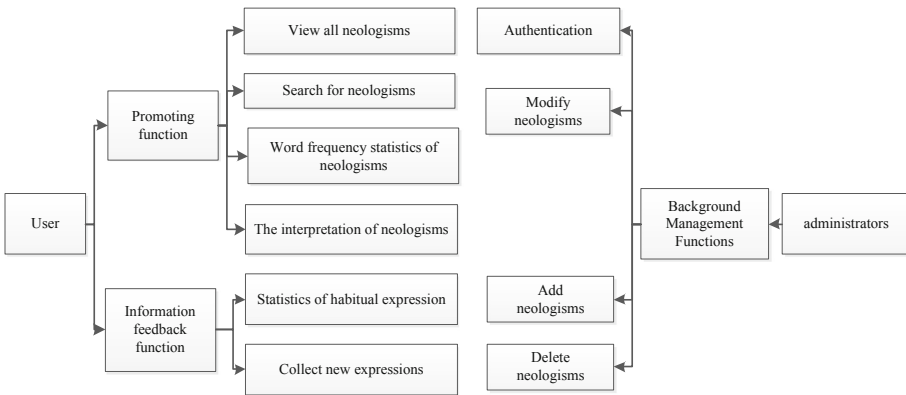 View all neologisms
Authentication
Search for neologisms
Modify
neologisms
Promoting
function
Word frequency statistics of
neologisms
User
The interpretation of neologisms
Background
Management
Functions
administrators
Information
feedback
function
Statistics of habitual expression
Add
neologisms
Collect new expressions
Delete
neologisms